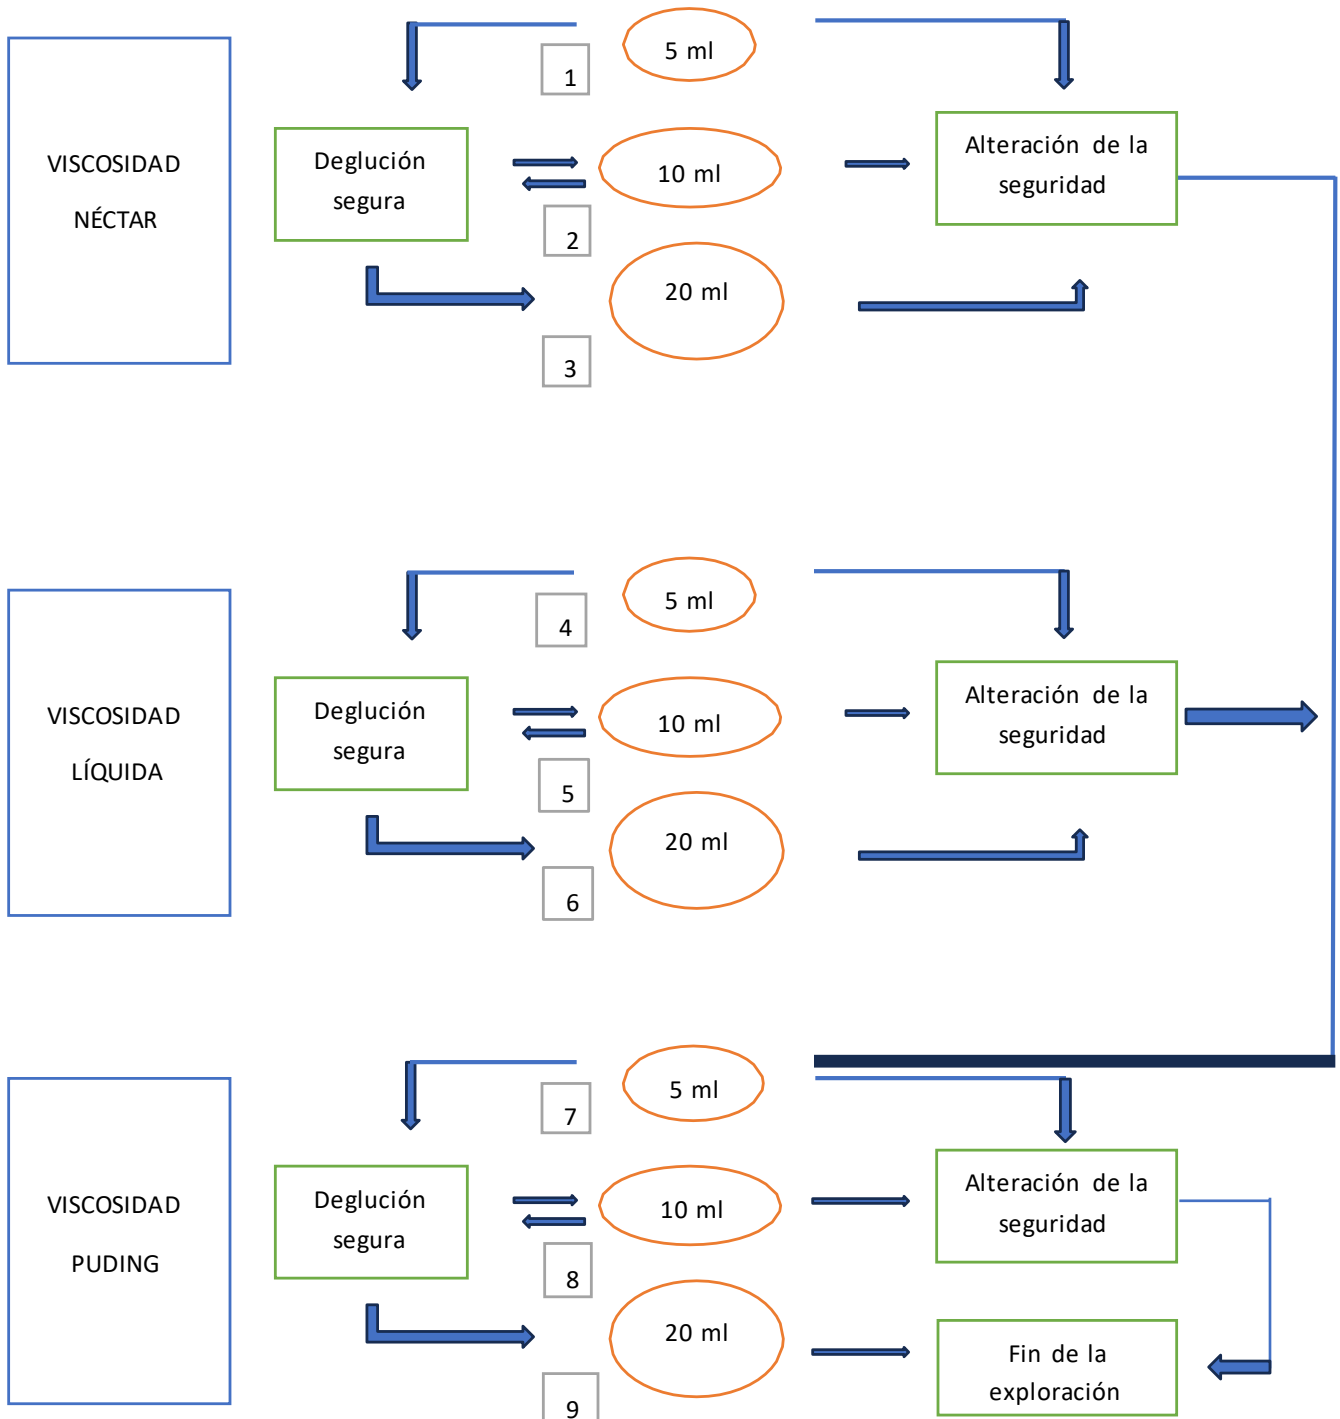 5 ml
1
VISCOSIDAD
NÉCTAR
Deglución
segura
10 ml
Alteración de la
seguridad
2
20 ml
3
5 ml
4
VISCOSIDAD
LÍQUIDA
Deglución
segura
10 ml
Alteración de la
seguridad
5
20 ml
6
5 ml
7
VISCOSIDAD
PUDING
Deglución
segura
10 ml
Alteración de la
seguridad
8
20 ml
Fin de la
exploración
9